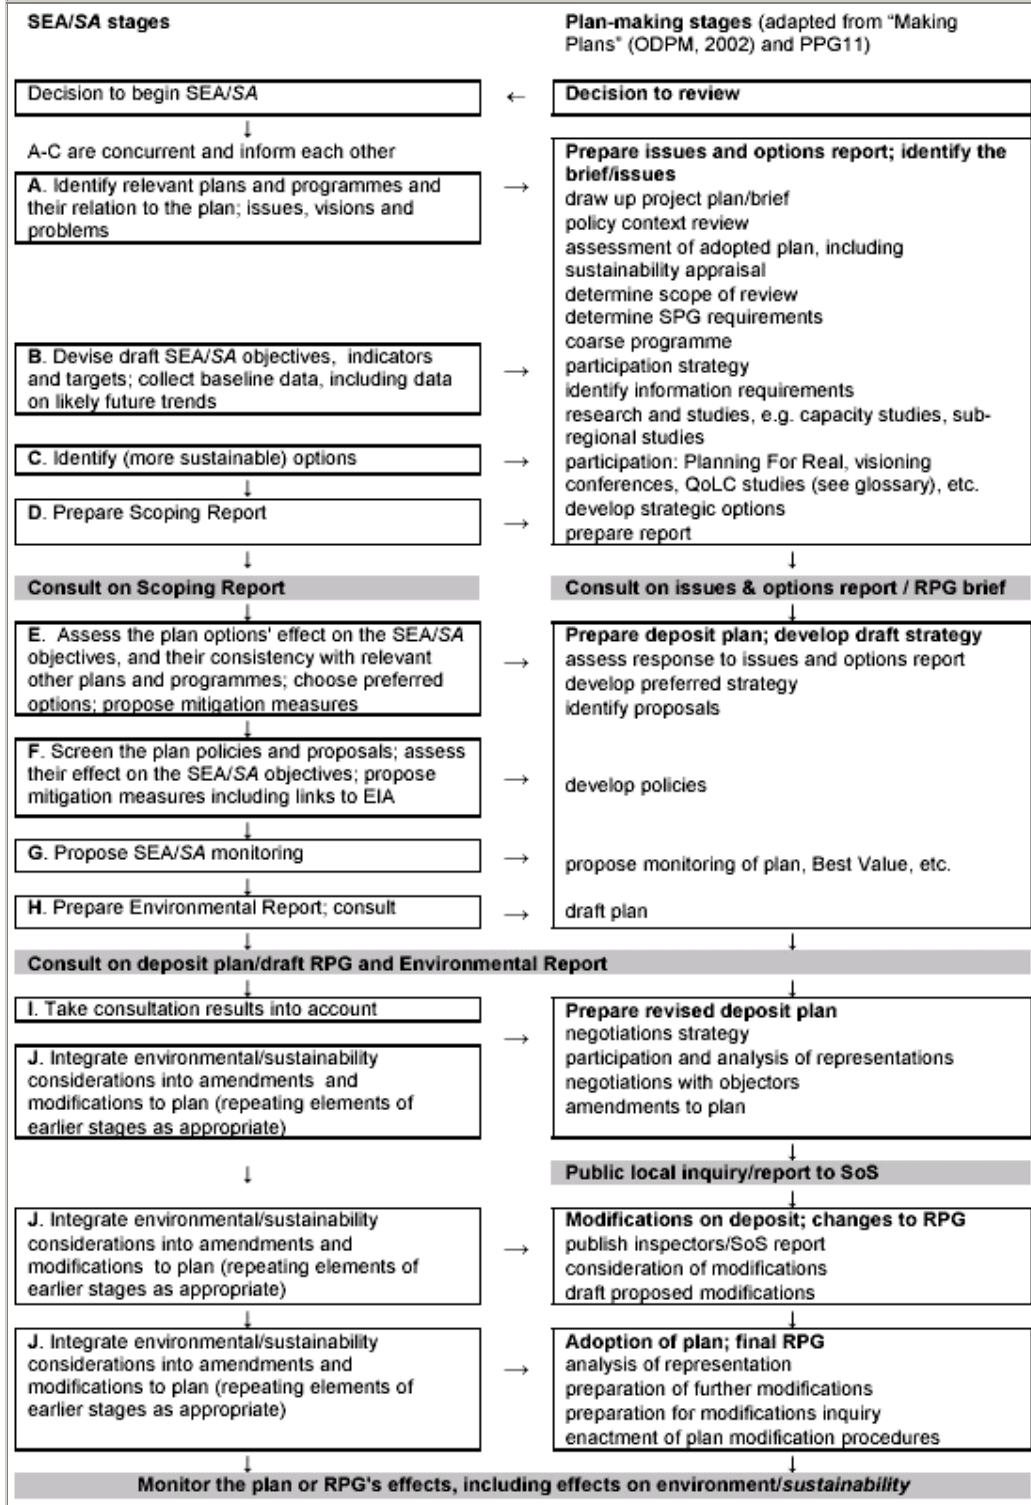 SEA/SA stages
Plan-making stages (adapted from “Making
Plans” (ODPM, 2002) and PPG11)
Decision to begin SEA/SA
←
Decision to review
↓
A-C are concurrent and inform each other
A. Identify relevant plans and programmes and
their relation to the plan; issues, visions and
problems
→
Prepare issues and options report; identify the
brief/issues
draw up project plan/brief
policy context review
assessment of adopted plan, including
sustainability appraisal
determine scope of review
determine SPG requirements
coarse programme
participation strategy
identify information requirements
research and studies, e.g. capacity studies, sub-
regional studies
participation: Planning For Real, visioning
conferences, QoLC studies (see glossary), etc.
develop strategic options
prepare report
B. Devise draft SEA/SA objectives, indicators
and targets; collect baseline data, including data
on likely future trends
→
C. Identify (more sustainable) options
→
↓
D. Prepare Scoping Report
→
↓
↓
Consult on Scoping Report
Consult on issues & options report / RPG brief
↓
↓
E. Assess the plan options' effect on the SEA/SA
objectives, and their consistency with relevant
other plans and programmes; choose preferred
options; propose mitigation measures
→
Prepare deposit plan; develop draft strategy
assess response to issues and options report
develop preferred strategy
identify proposals
↓
F. Screen the plan policies and proposals; assess
their effect on the SEA/SA objectives; propose
mitigation measures including links to EIA
→
develop policies
↓
G. Propose SEA/SA monitoring
→
propose monitoring of plan, Best Value, etc.
↓
H. Prepare Environmental Report; consult
→
draft plan
↓
↓
Consult on deposit plan/draft RPG and Environmental Report
↓
↓
I. Take consultation results into account
→
Prepare revised deposit plan
negotiations strategy
participation and analysis of representations
negotiations with objectors
amendments to plan
↓
J. Integrate environmental/sustainability
considerations into amendments and
modifications to plan (repeating elements of
earlier stages as appropriate)
↓
↓
Public local inquiry/report to SoS
↓
J. Integrate environmental/sustainability
considerations into amendments and
modifications to plan (repeating elements of
earlier stages as appropriate)
→
Modifications on deposit; changes to RPG
publish inspectors/SoS report
consideration of modifications
draft proposed modifications
↓
↓
J. Integrate environmental/sustainability
considerations into amendments and
modifications to plan (repeating elements of
earlier stages as appropriate)
→
Adoption of plan; final RPG
analysis of representation
preparation of further modifications
preparation for modifications inquiry
enactment of plan modification procedures
↓
↓
Monitor the plan or RPG's effects, including effects on environment/sustainability